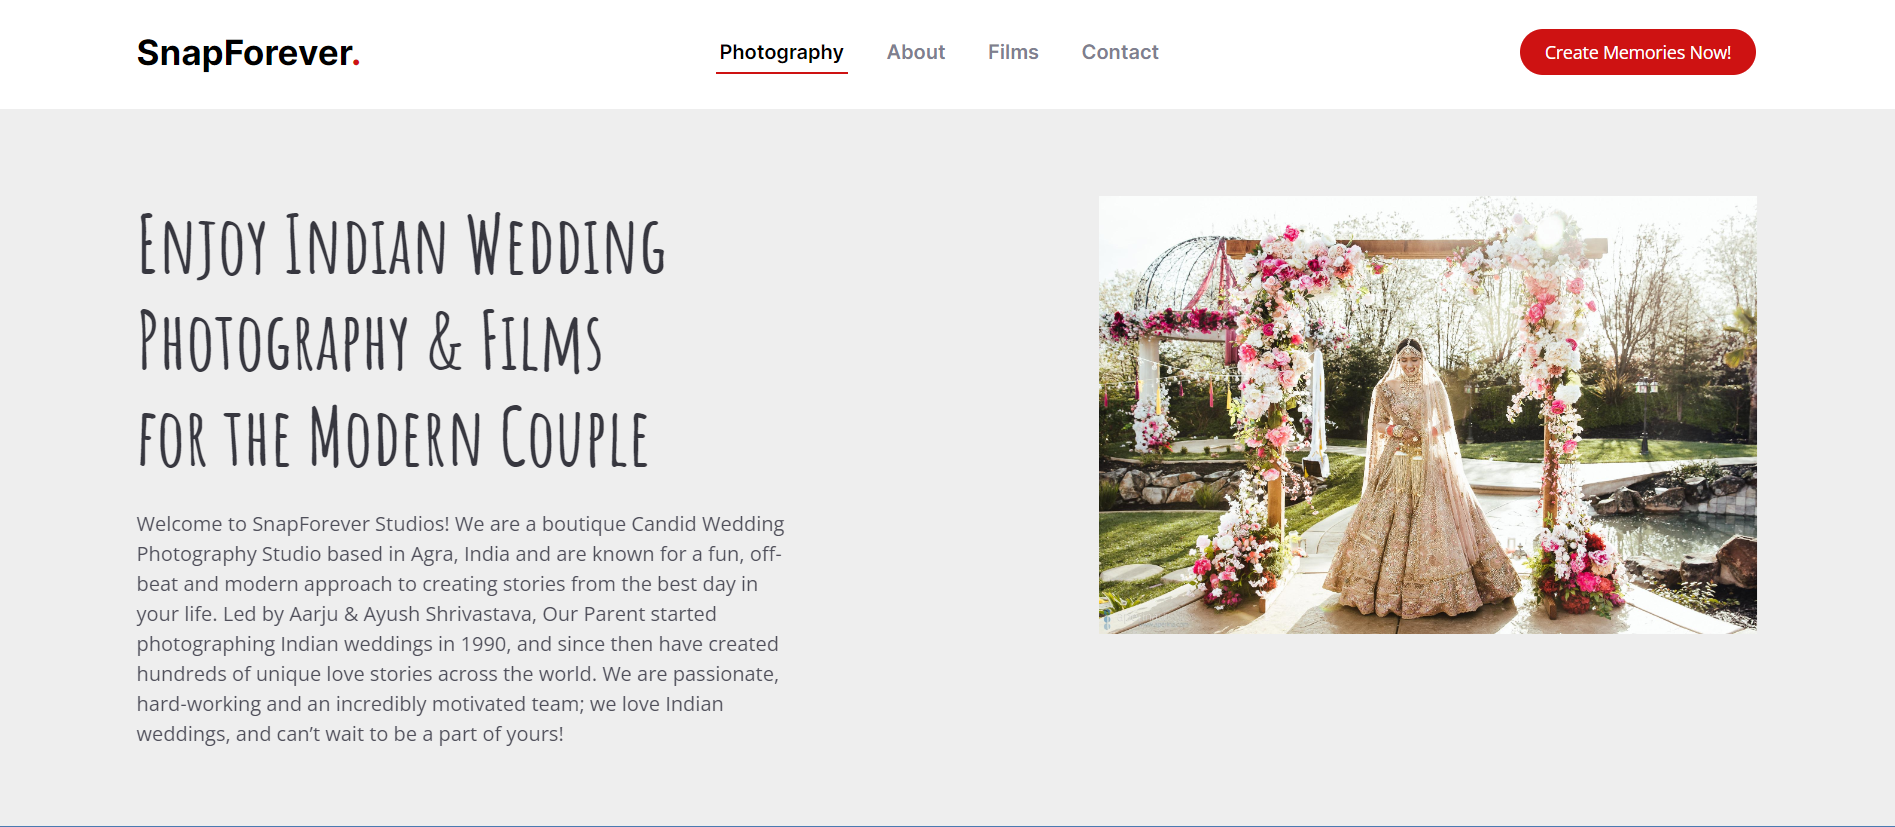 SnapForever.
Photography
About
Films
Contact
Create Memories Now!
Enjoy Indian Wedding
Photography & Films
for the Modern Couple
Welcome to SnapForever Studios! We are a boutique Candid Wedding
Photography Studio based in Agra, India and are known for a fun, off-
beat and modern approach to creating stories from the best day in
your life. Led by Aarju & Ayush Shrivastava, Our Parent started
photographing Indian weddings in 1990, and since then have created
hundreds of unique love stories across the world. We are passionate,
hard-working and an incredibly motivated team; we love Indian
weddings, and can’t wait to be a part of yours!